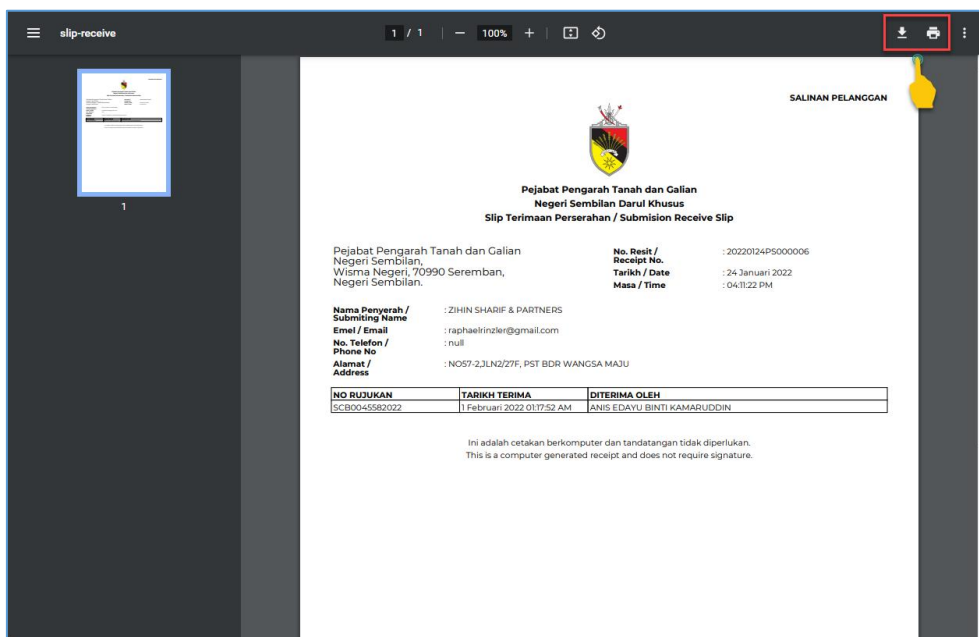 slip-receive
1 / 1
100%
1
SALINAN PELANGGAN
Pejabat Pengarah Tanah dan Galian
Negeri Sembilan Darul Khusus
Slip Terimaan Perserahan / Submision Receive Slip
Pejabat Pengarah Tanah dan Galian
Negeri Sembilan,
Wisma Negeri, 70990 Seremban,
Negeri Sembilan.
No. Resit / Receipt No. : 20220124PS000006
Tarikh / Date : 24 Januari 2022
Masa / Time : 04:11:22 PM
Nama Penyerah / Submiting Name : ZIHIN SHARIF & PARTNERS
Emel / Email : raphaelrinzler@gmail.com
No. Telefon / Phone No : null
Alamat / Address : NO57-2,JLN2/27F, PST BDR WANGSA MAJU
NO RUJUKAN TARIKH TERIMA DITERIMA OLEH
SCB0045582022 1 Februari 2022 01:17:52 AM ANIS EDAYU BINTI KAMARUDDIN
Ini adalah cetakan berkomputer dan tandatangan tidak diperlukan.
This is a computer generated receipt and does not require signature.